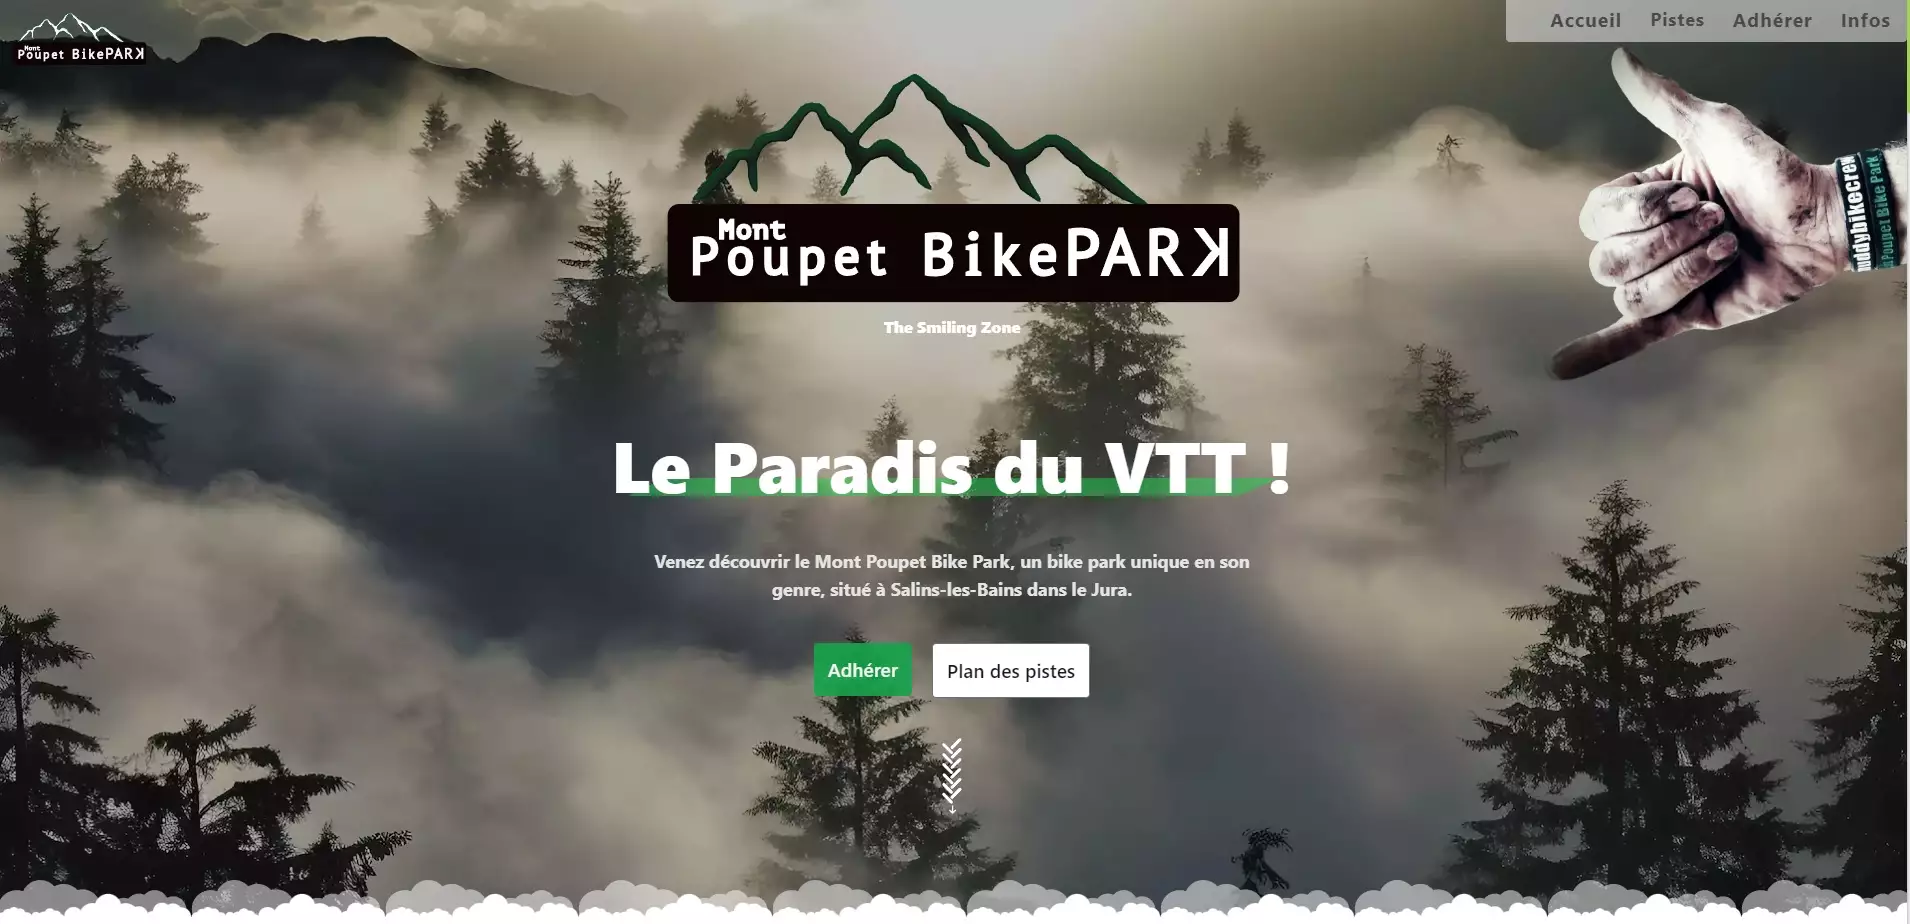 Mont
Poupet BikePARK
Accueil Pistes Adhérer Infos
Mont
Poupet BikePARK
The Smiling Zone
uddybikecrew
Poupet Bike Park
Le Paradis du VTT !
Venez découvrir le Mont Poupet Bike Park, un bike park unique en son
genre, situé à Salins-les-Bains dans le Jura.
Adhérer
Plan des pistes